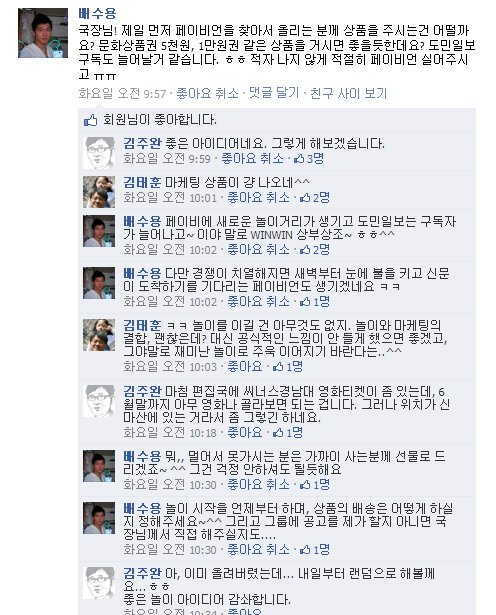 배수용
국장님! 제일 먼저 페이비언을 찾아서 올리는 분께 상품을 주시는건 어떨까
요? 문화상품권 5천원, 1만원권 같은 상품을 거시면 좋을듯한데요? 도민일보
구독도 늘어날거 같습니다. ㅎㅎ 적자 나지 않게 적절히 페이비언 실어주시
고 ㅠㅠ
화요일 오전 9:57 · 좋아요 취소 · 댓글 달기 · 친구 사이 보기
회원님이 좋아합니다.
김주완 좋은 아이디어네요. 그렇게 해보겠습니다.
화요일 오전 9:59 · 좋아요 취소 · 3명
김태훈 마케팅 상품이 걍 나오네^^
화요일 오전 10:01 · 좋아요 취소 · 2명
배수용 페이비에 새로운 놀이거리가 생기고 도민일보는 구독자
가 늘어나고~ 이야 말로 WINWIN 상부상조~ ㅎㅎ^^
화요일 오전 10:02 · 좋아요 취소 · 2명
배수용 다만 경쟁이 치열해지면 새벽부터 눈에 불을 키고 신문
이 도착하기를 기다리는 페이비언도 생기겠네요 ㅋㅋ
화요일 오전 10:02 · 좋아요 취소 · 1명
김태훈 ㅋㅋ 놀이를 이길 건 아무것도 없지. 놀이와 마케팅의
결합, 괜찮은데? 대신 공식적인 느낌이 안 들게 했으면 좋겠고,
그야말로 재미난 놀이로 주욱 이어지기 바란다는..^^
화요일 오전 10:03 · 좋아요 · 1명
김주완 마침 편집국에 씨너스경남대 영화티켓이 좀 있는데, 6
월말까지 아무 영화나 골라보면 되는 겁니다. 그러나 위치가 신
마산에 있는 거라서 좀 그렇긴 하네요.
화요일 오전 10:18 · 좋아요 · 1명
배수용 뭐,, 멀어서 못가시는 분은 가까이 사는분께 선물로 드
리겠죠~ ^^ 그건 걱정 안하셔도 될듯해요
화요일 오전 10:30 · 좋아요 취소 · 1명
배수용 놀이 시작을 언제부터 하며, 상품의 배송은 어떻게 하실
지 정해주세요~^^ 그리고 그룹에 공고를 제가 할지 아니면 국
장님께서 직접 해주실지도....
화요일 오전 10:30 · 좋아요 취소 · 1명
김주완 아, 이미 올려버렸는데... 내일부터 랜덤으로 해볼께
요...ㅎㅎ
좋은 놀이 아이디어 감솨합니다.
화요일 오전 10:34 · 좋아요